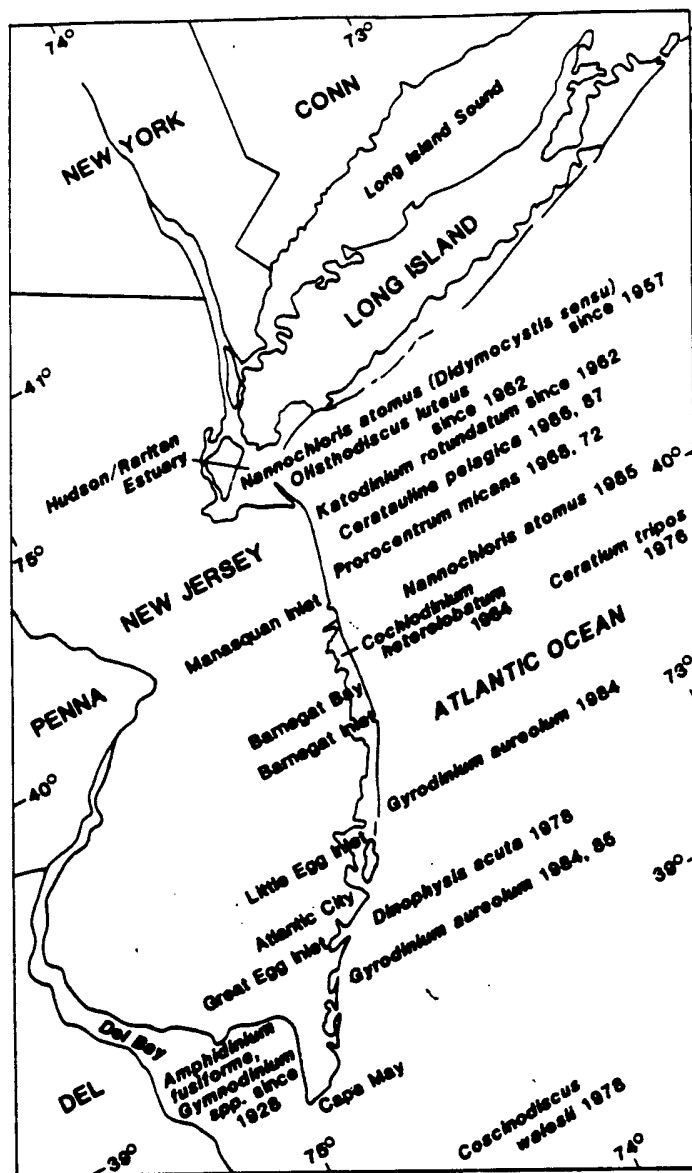 74°
73°
CONN
NEW YORK
Long Island Sound
LONG ISLAND
41°
Nannochloris atomus (Didymocystis sensu)
since 1957
Olisthodiscus luteus
since 1962
Hudson/Raritan
Estuary
Katodinium rotundatum since 1962
Cerataulina pelagica 1986, 87
Prorocentrum micans 1968, 72
40°
75°
NEW JERSEY
Nannochloris atomus 1985
Ceratium tripos
1976
Manasquan Inlet
Cochlodinium
heterolobatum
1984
PENNA
ATLANTIC OCEAN
73°
Barnegat Bay
Barnegat Inlet
40°
Gyrodinium aureolum 1984
Little Egg Inlet
Dinophysis acuta 1978
39°
Atlantic City
Great Egg Inlet
Gyrodinium aureolum 1984, 85
Del Bay
DEL
Amphidinium
fusiforme,
Gymnodinium
spp. since
1928
Cape May
Coscinodiscus
wailesii 1978
39°
75°
74°